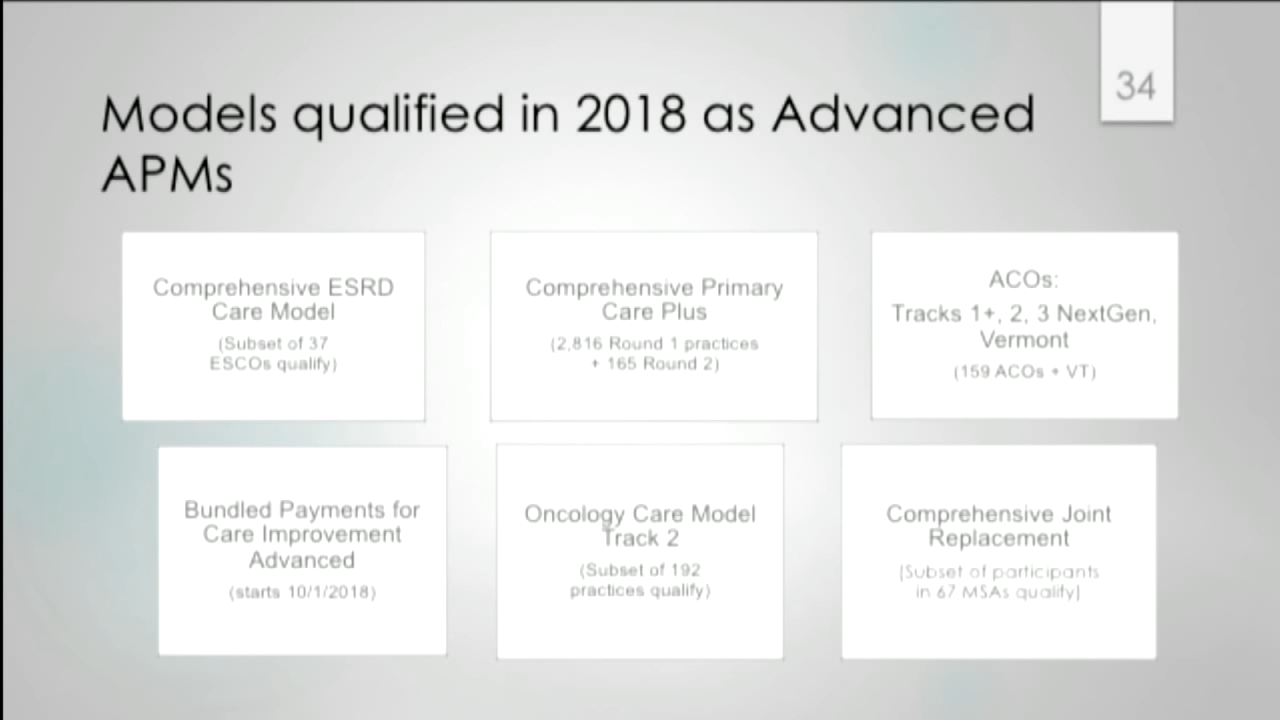 34
Models qualified in 2018 as Advanced
APMs
Comprehensive ESRD
Care Model
(Subset of 37
ESCOs qualify)
Comprehensive Primary
Care Plus
(2,816 Round 1 practices
+ 165 Round 2)
ACOs:
Tracks 1+, 2, 3 NextGen,
Vermont
(159 ACOs + VT)
Bundled Payments for
Care Improvement
Advanced
(starts 10/1/2018)
Oncology Care Model
Track 2
(Subset of 192
practices qualify)
Comprehensive Joint
Replacement
(Subset of participants
in 67 MSAs qualify)